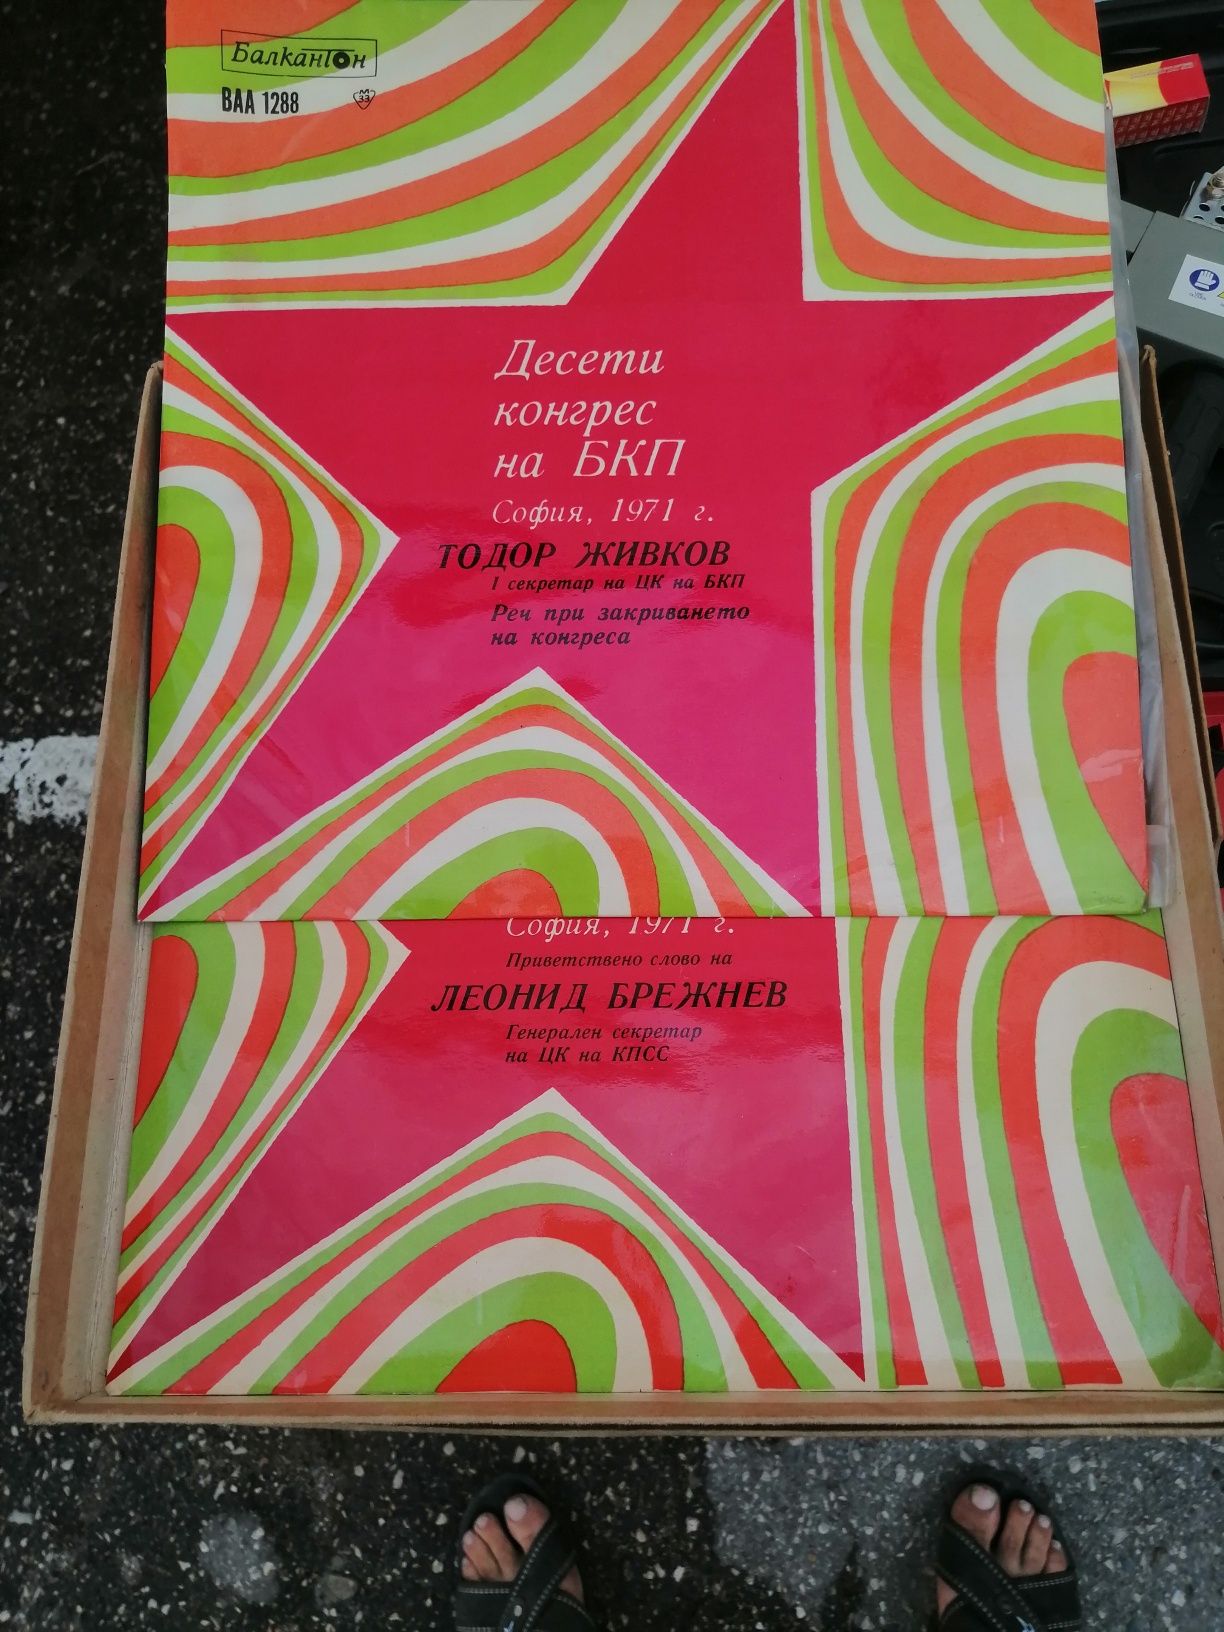 Балкантон
ВАА 1288
М
33
Десети
конгрес
на БКП
София, 1971 г.
ТОДОР ЖИВКОВ
I секретар на ЦК на БКП
Реч при закриването
на конгреса
София, 1971 г.
Приветствено слово на
ЛЕОНИД БРЕЖНЕВ
Генерален секретар
на ЦК на КПСС